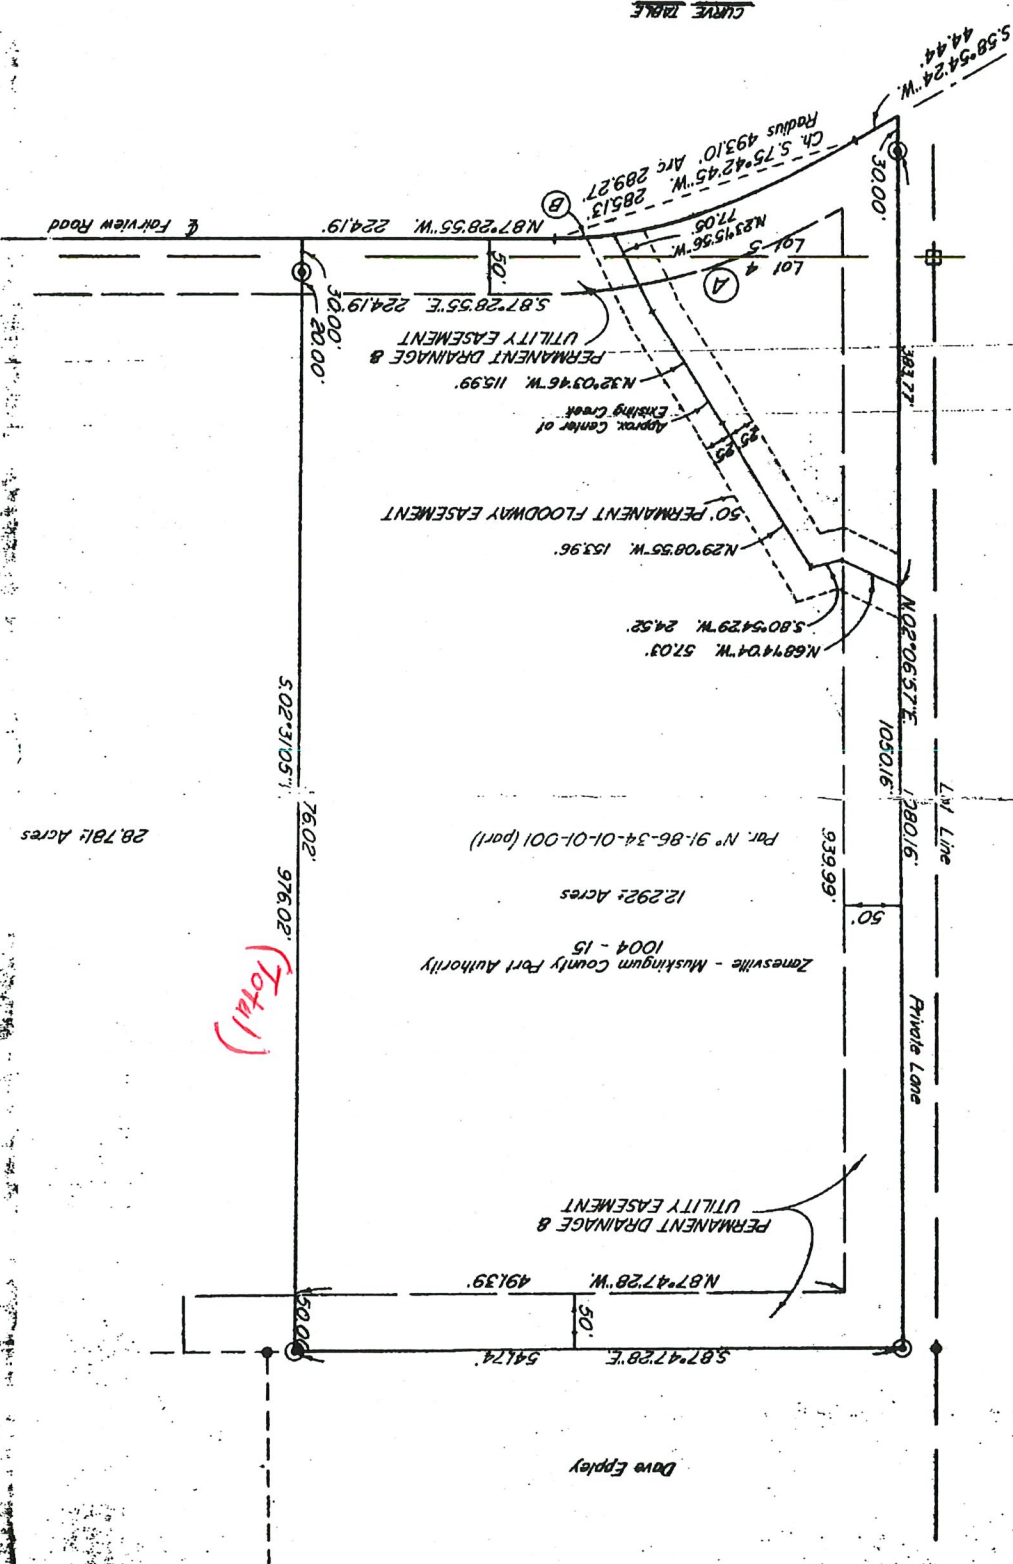 Dave Eppley
S.87°47'28"E. 541.74'
50'
50.00'
N.87°47'28"W. 491.39'
PERMANENT DRAINAGE &
UTILITY EASEMENT
Private Lane
Zanesville - Muskingum County Port Authority
1004 - 15
12.292± Acres
Par. Nº 91-86-34-01-01-001 (part)
50'
939.99'
1050.16'
1080.16'
Line
N.02°06'57"E.
383.77'
30.00'
(Total)
976.02'
76.02'
S.02°31'05"
28.781± Acres
N.68°14'04"W. 57.03'
S.80°54'29"W. 24.52'
N.29°08'55"W. 153.96'
50' PERMANENT FLOODWAY EASEMENT
25
25
Approx. Center of
Existing Creek
N.32°03'46"W. 115.99'
PERMANENT DRAINAGE &
UTILITY EASEMENT
S.87°28'55"E. 224.19'
30.00'
20.00'
50'
A
Lot 4
Lot 5
N.23°15'56"W.
77.05'
N.87°28'55"W. 224.19'
℄ Fairview Road
B
Ch. S.75°42'45"W. 285.13'
Radius 493.10' Arc 289.27'
S.58°54'24"W.
44.44'
CURVE TABLE